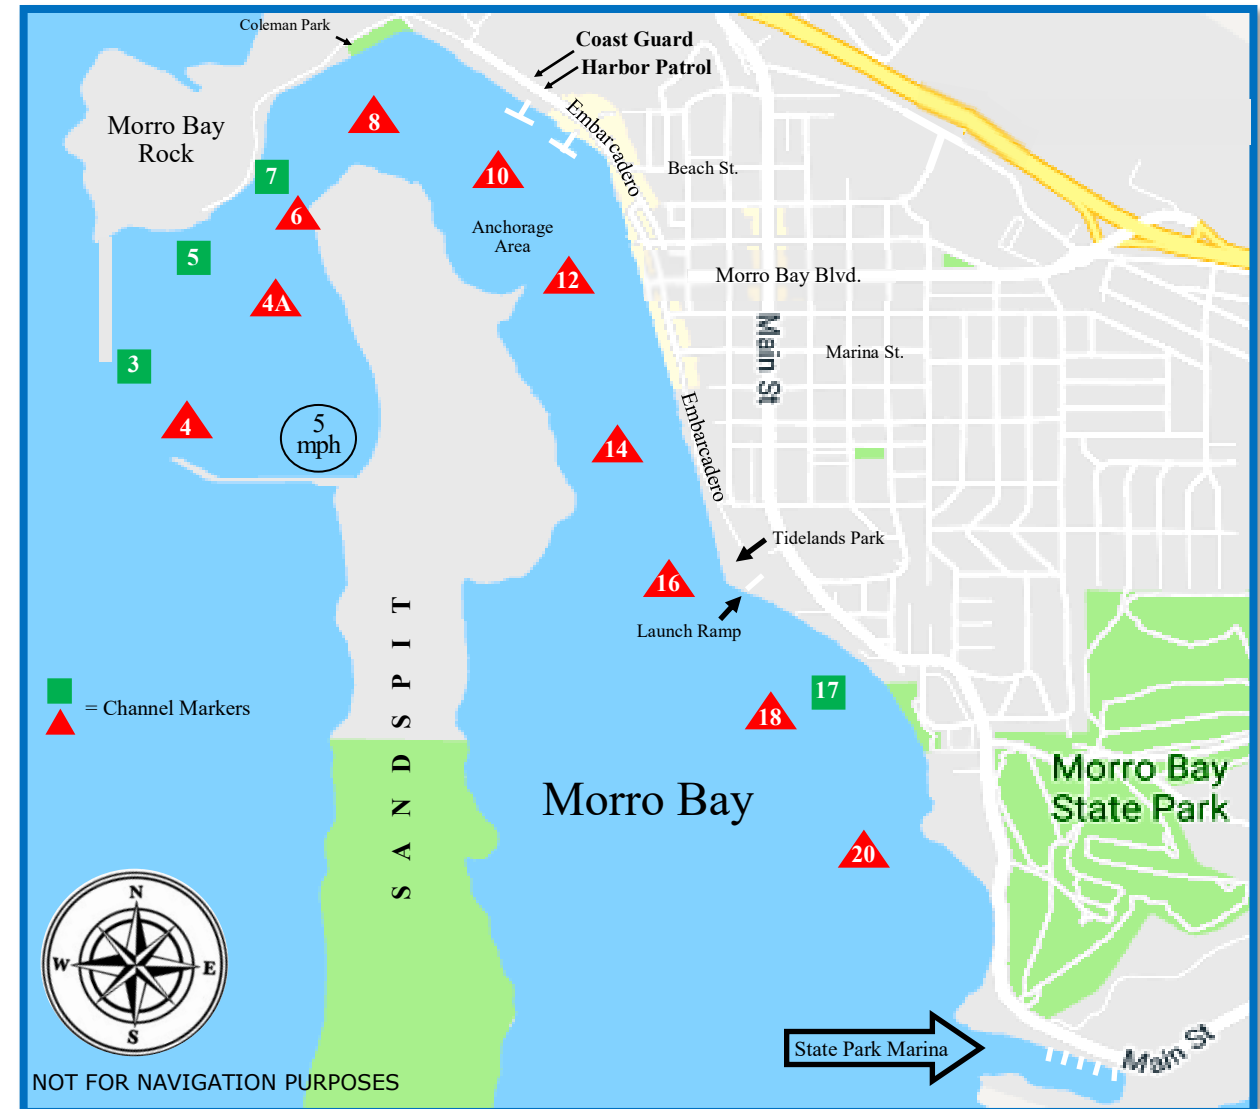 Coleman Park
Coast Guard
Harbor Patrol
Embarcadero
Morro Bay
Rock
8
7
10
Beach St.
6
Anchorage
Area
5
12
4A
Morro Bay Blvd.
Main St
Marina St.
3
4
5
mph
14
Embarcadero
Tidelands Park
16
Launch Ramp
SANDSPIT
17
18
= Channel Markers
Morro Bay
Morro Bay
State Park
20
N
W
E
S
State Park Marina
Main St
NOT FOR NAVIGATION PURPOSES